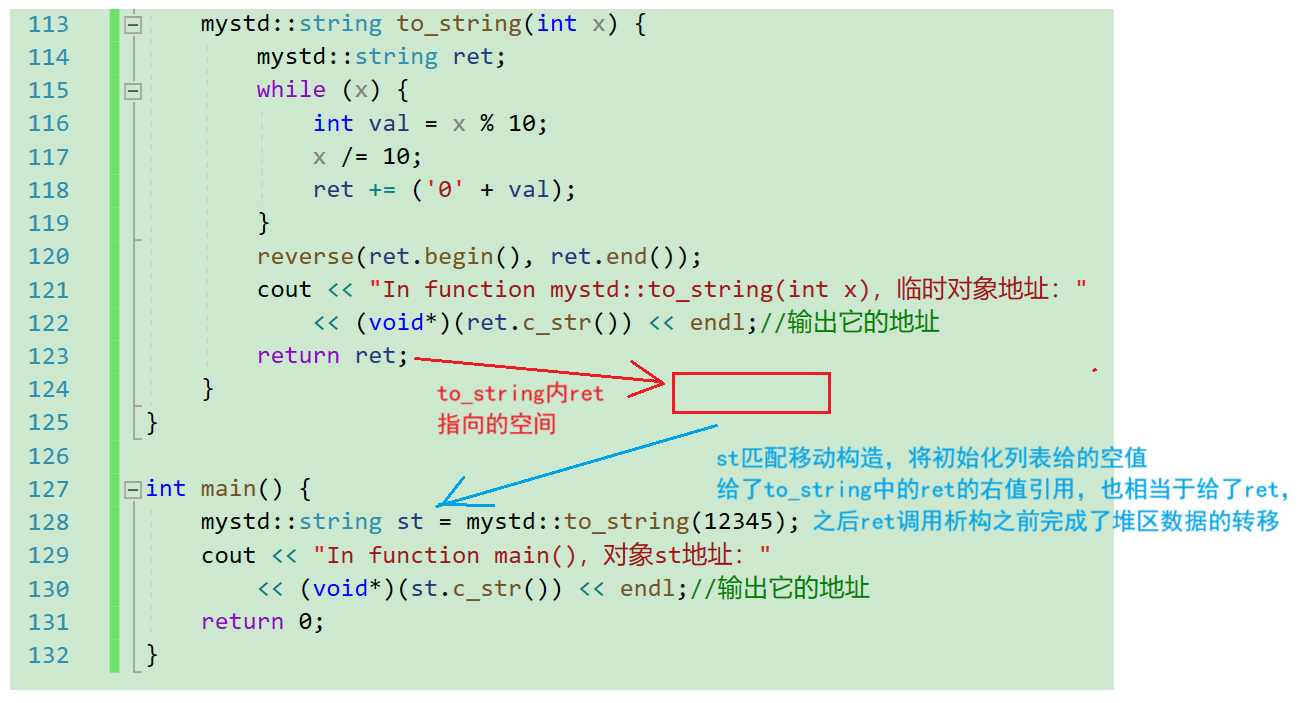 113 mystd::string to_string(int x) {
114 mystd::string ret;
115 while (x) {
116 int val = x % 10;
117 x /= 10;
118 ret += ('0' + val);
119 }
120 reverse(ret.begin(), ret.end());
121 cout << "In function mystd::to_string(int x)，临时对象地址："
122 << (void*)(ret.c_str()) << endl;//输出它的地址
123 return ret;
124 }
to_string内ret
指向的空间
125 }
126
st匹配移动构造，将初始化列表给的空值
127 int main() {
给了to_string中的ret的右值引用，也相当于给了ret，
128 mystd::string st = mystd::to_string(12345);
之后ret调用析构之前完成了堆区数据的转移
129 cout << "In function main()，对象st地址："
130 << (void*)(st.c_str()) << endl;//输出它的地址
131 return 0;
132 }